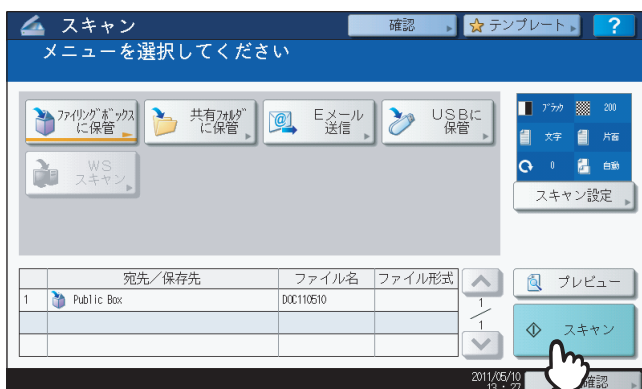 スキャン
確認
テンプレート
?
メニューを選択してください
ファイリングボックス
に保管
共有フォルダ
に保管
Eメール
送信
USBに
保管
WS
スキャン
ブラック
200
文字
片面
0
自動
スキャン設定
宛先／保存先 ファイル名 ファイル形式
1 Public Box DOC110510
1
1
プレビュー
スキャン
2011/05/10
13:27
確認